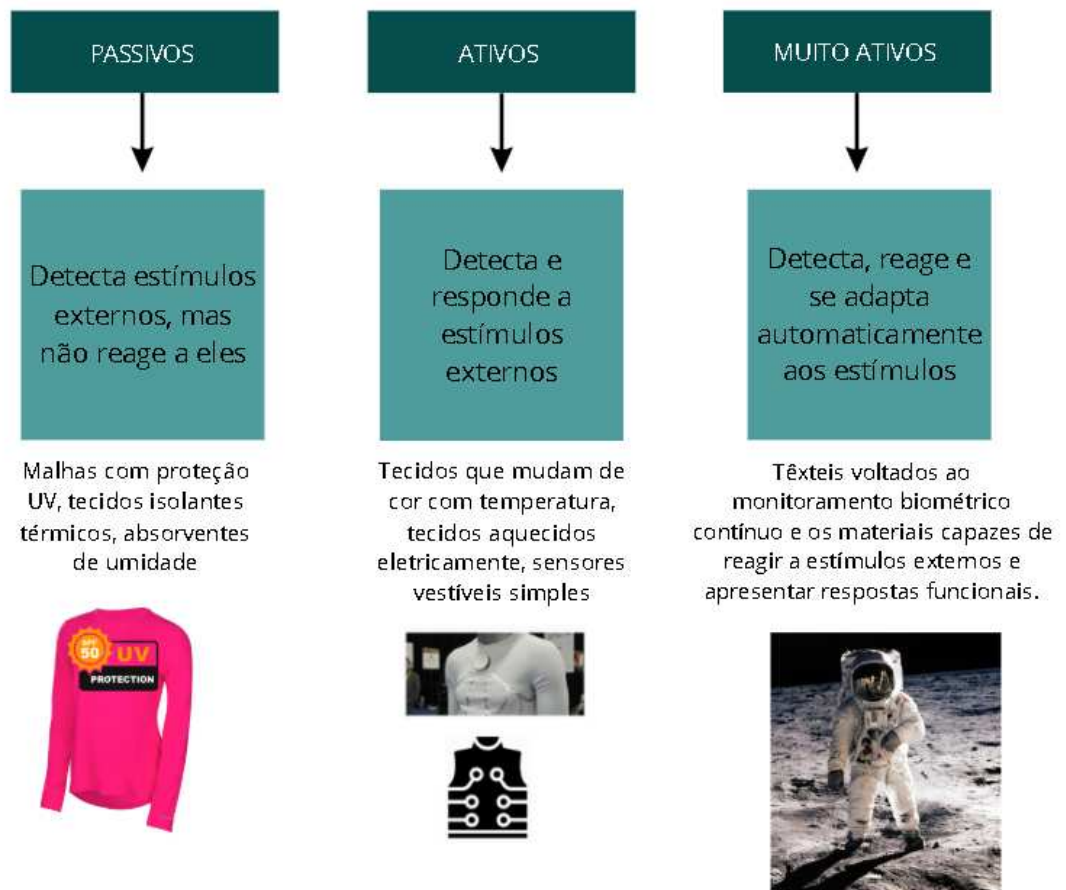 PASSIVOS
Detecta estímulos
externos, mas
não reage a eles
Malhas com proteção
UV, tecidos isolantes
térmicos, absorventes
de umidade
50
UV
PROTECTION
ATIVOS
Detecta e
responde a
estímulos
externos
Tecidos que mudam de
cor com temperatura,
tecidos aquecidos
eletricamente, sensores
vestíveis simples
MUITO ATIVOS
Detecta, reage e
se adapta
automaticamente
aos estímulos
Têxteis voltados ao
monitoramento biométrico
contínuo e os materiais capazes de
reagir a estímulos externos e
apresentar respostas funcionais.